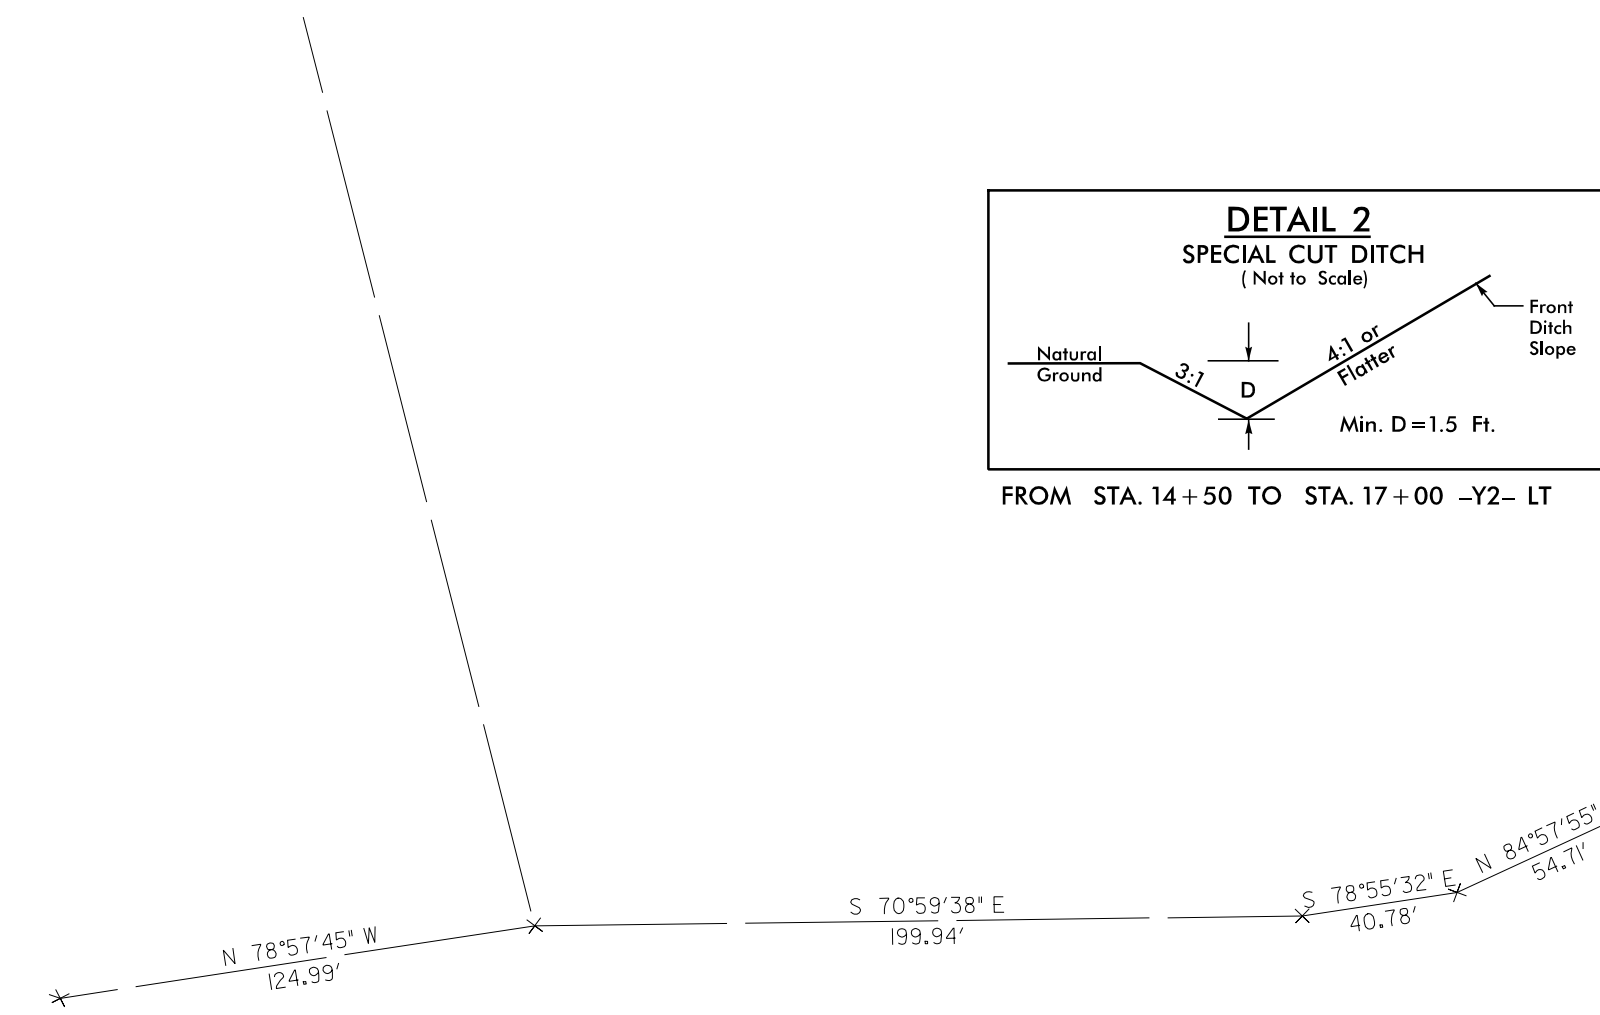 DETAIL 2
SPECIAL CUT DITCH
( Not to Scale)
Natural
Ground
3:1
D
4:1 or
Flatter
Front
Ditch
Slope
Min. D=1.5 Ft.
FROM STA. 14+50 TO STA. 17+00 -Y2- LT
N 78°57'45" W
124.99'
S 70°59'38" E
199.94'
S 78°55'32" E
40.78'
N 84°57'55"
54.71'